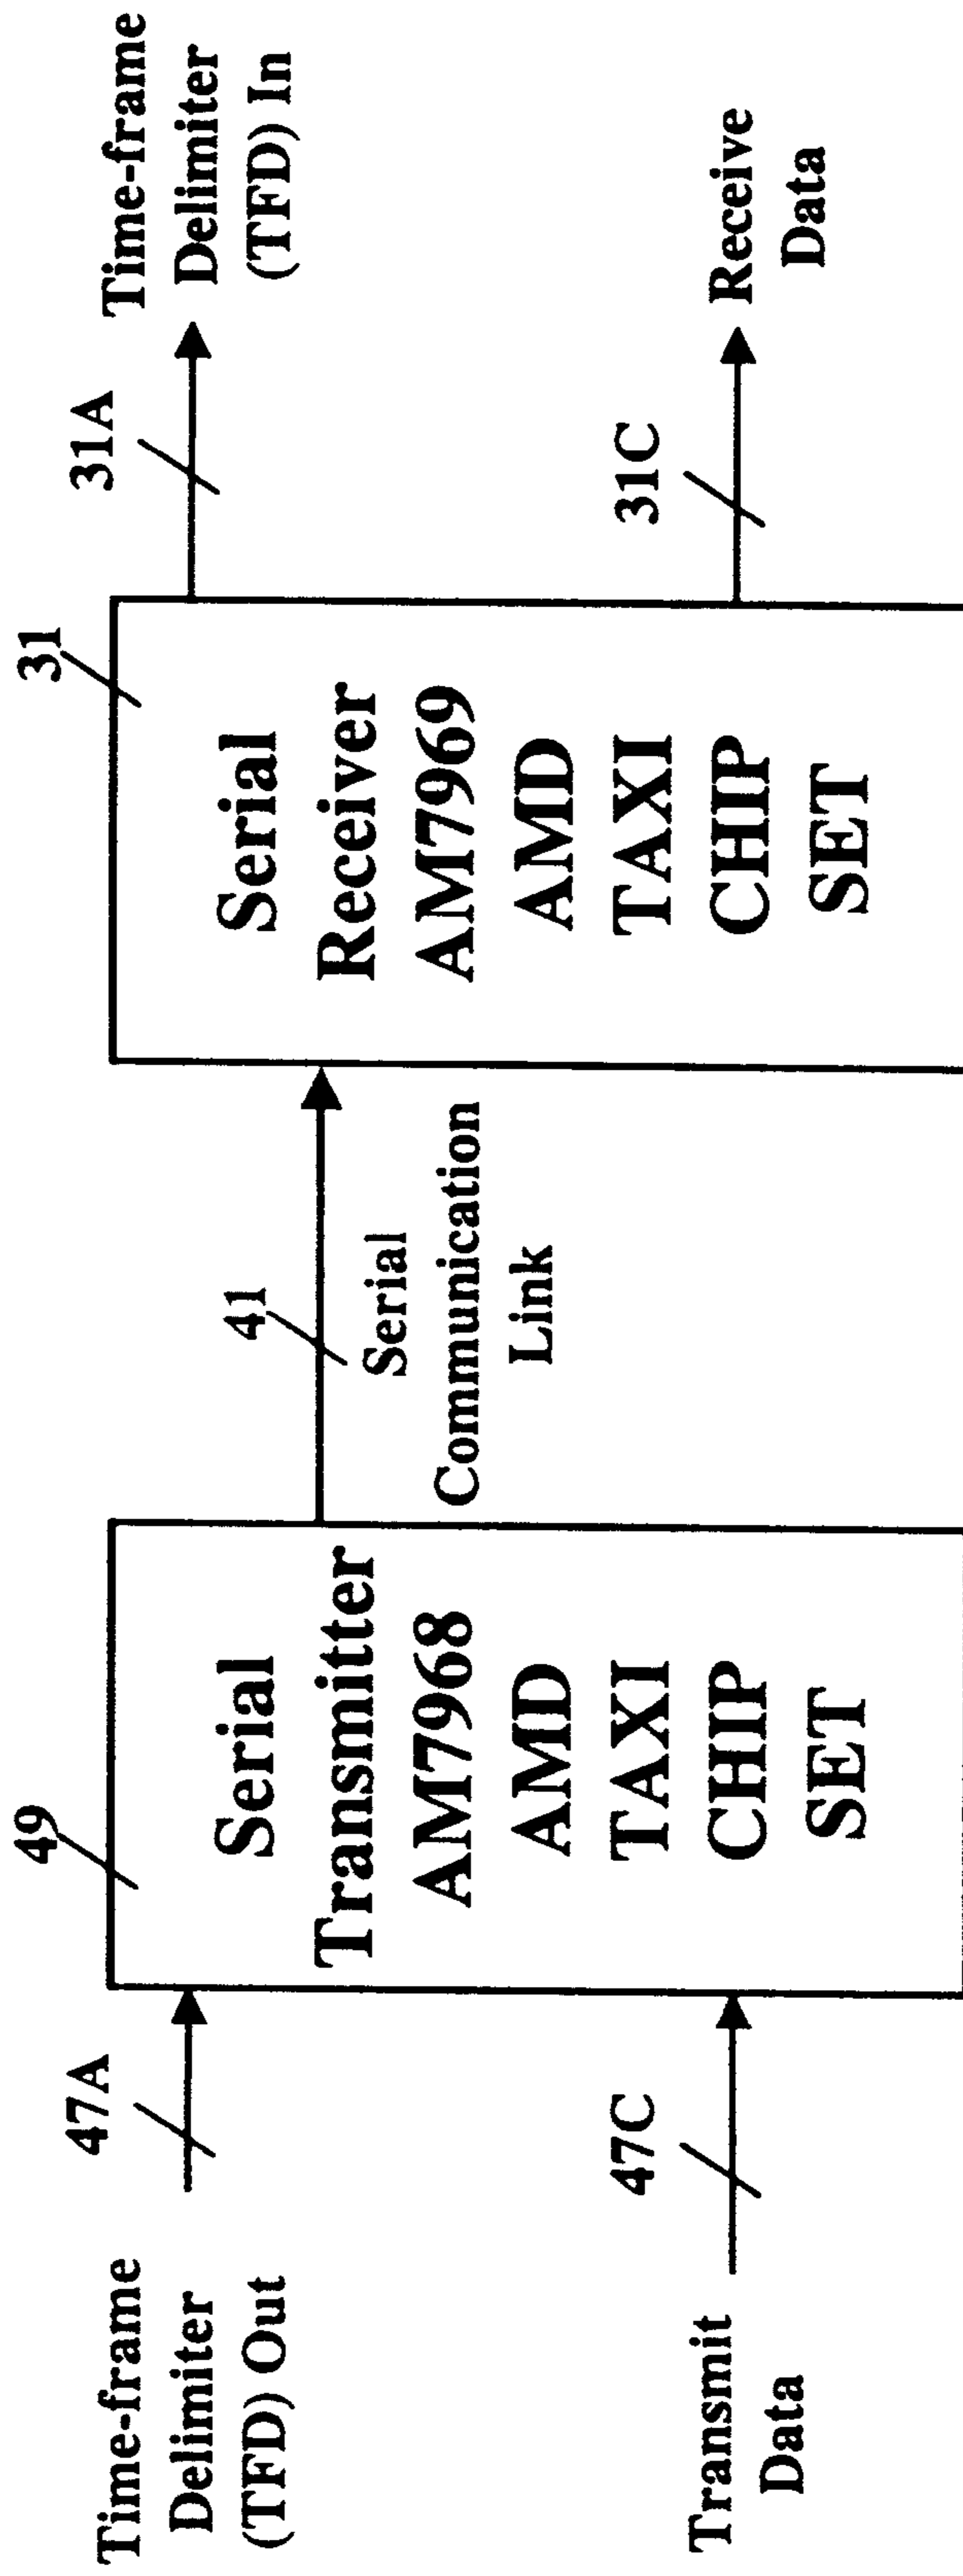 Time-frame
Delimiter
(TFD) Out
47A
Transmit
Data
47C
49
Serial
Transmitter
AM7968
AMD
TAXI
CHIP
SET
41
Serial
Communication
Link
31
Serial
Receiver
AM7969
AMD
TAXI
CHIP
SET
31A
Time-frame
Delimiter
(TFD) In
31C
Receive
Data